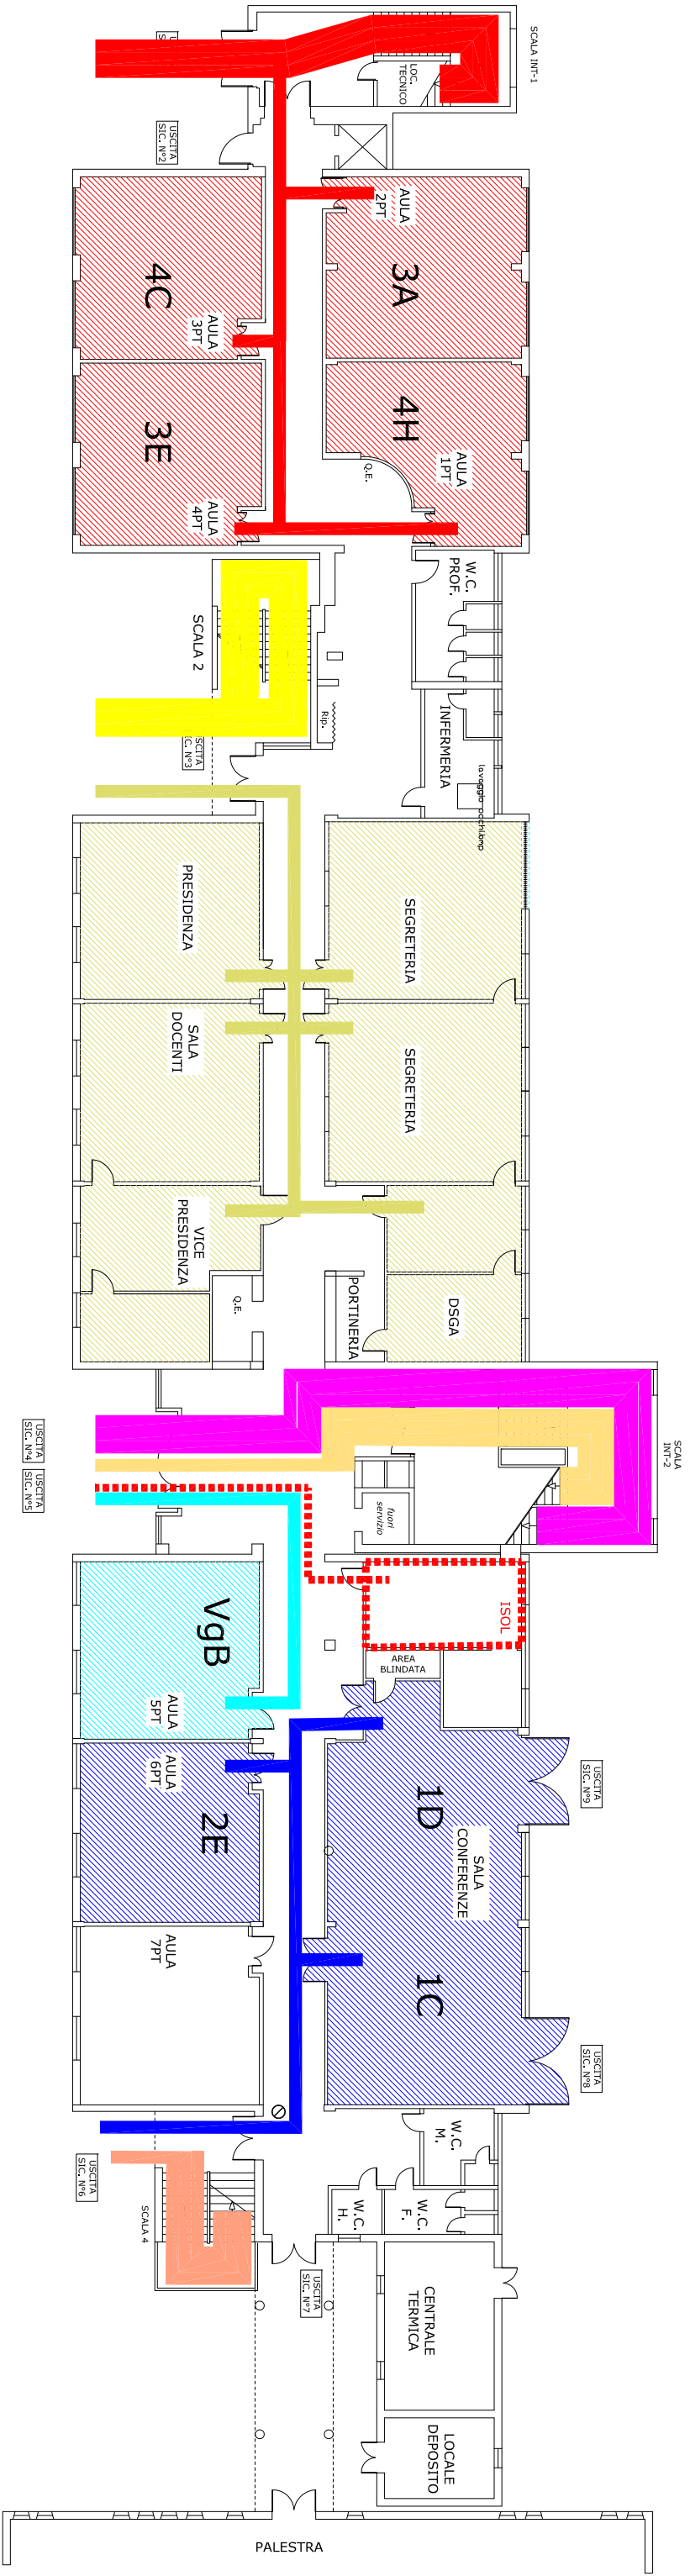 SCALA INT-1
LOC.
TECNICO
USCITA
SIC. N°2
AULA
2PT
3A
4C
AULA
3PT
4H
AULA
1PT
Q.E.
3E
AULA
4PT
W.C.
PROF.
SCALA 2
Rip.
INFERMERIA
lavaggio occhi.bmp
PRESIDENZA
SEGRETERIA
SALA
DOCENTI
SEGRETERIA
VICE
PRESIDENZA
Q.E.
PORTINERIA
DSGA
USCITA
SIC. N°4
USCITA
SIC. N°5
SCALA
INT-2
fuori
servizio
ISOL
AREA
BLINDATA
VgB
AULA
5PT
AULA
6PT
2E
1D
SALA
CONFERENZE
1C
USCITA
SIC. N°9
USCITA
SIC. N°8
AULA
7PT
W.C.
M.
W.C.
F.
W.C.
H.
USCITA
SIC. N°6
SCALA 4
USCITA
SIC. N°7
CENTRALE
TERMICA
LOCALE
DEPOSITO
PALESTRA